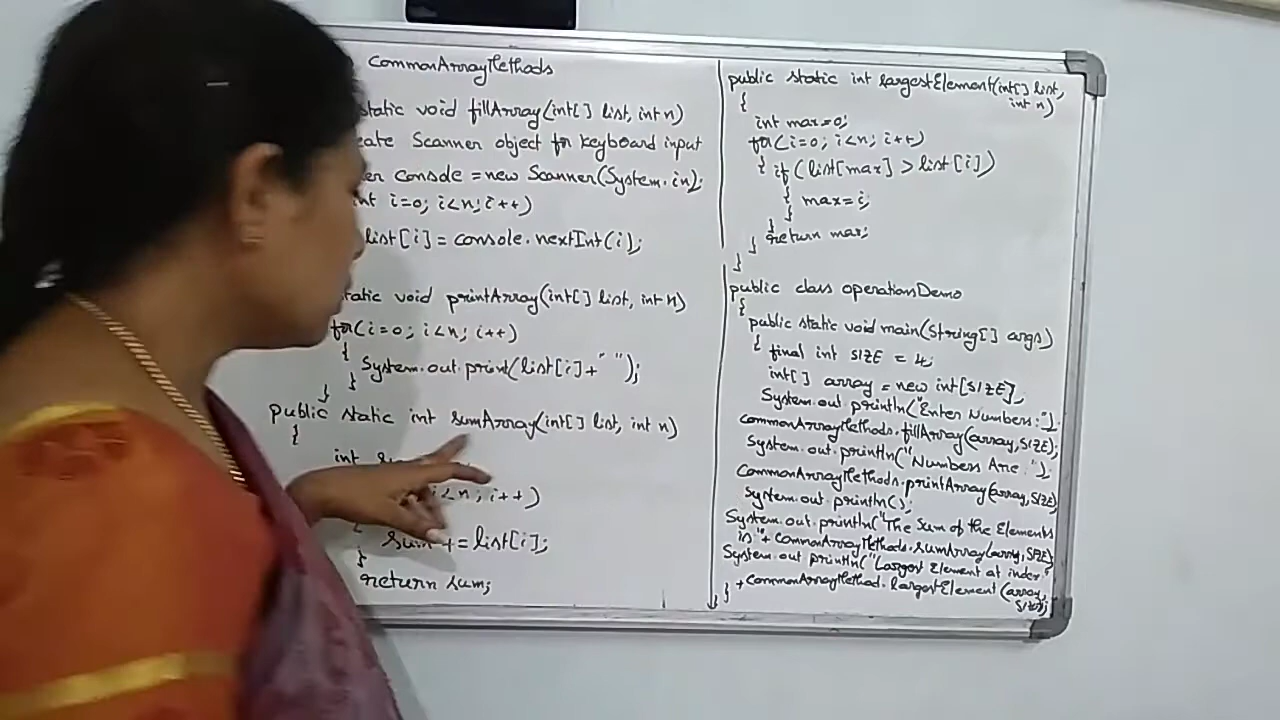 CommonArrayMethods
static void fillArray(int[] list, int n)
eate Scanner object for keyboard input
er console = new Scanner(System.in);
int i=0; i<n; i++)
list[i] = console.nextInt(i);
static void printArray(int[] list, int n)
for(i=0; i<n; i++)
{
System.out.print(list[i]+" ");
}
}
public static int sumArray(int[] list, int n)
{
int
i<n; i++)
{
sum += list[i];
}
return sum;
public static int largestElement(int[] list,
int n)
{
int max=0;
for(i=0; i<n; i++)
{ if (list[max] > list[i])
{ max=i;
}
}
return max;
}
}
public class operationsDemo
{
public static void main(String[] args)
{ final int SIZE = 4;
int[] array = new int[SIZE];
System.out println("Enter Numbers:");
CommonArrayMethods.fillArray(array,SIZE);
System.out.println("Numbers Are:");
CommonArrayMethods.printArray(array,SIZE)
System.out.println();
System.out.println("The Sum of the Elements
is "+ CommonArrayMethods.sumArray(array,SIZE)
System.out println("Largest Element at index"
+CommonArrayMethod.largestElement(array,
SIZE);
}